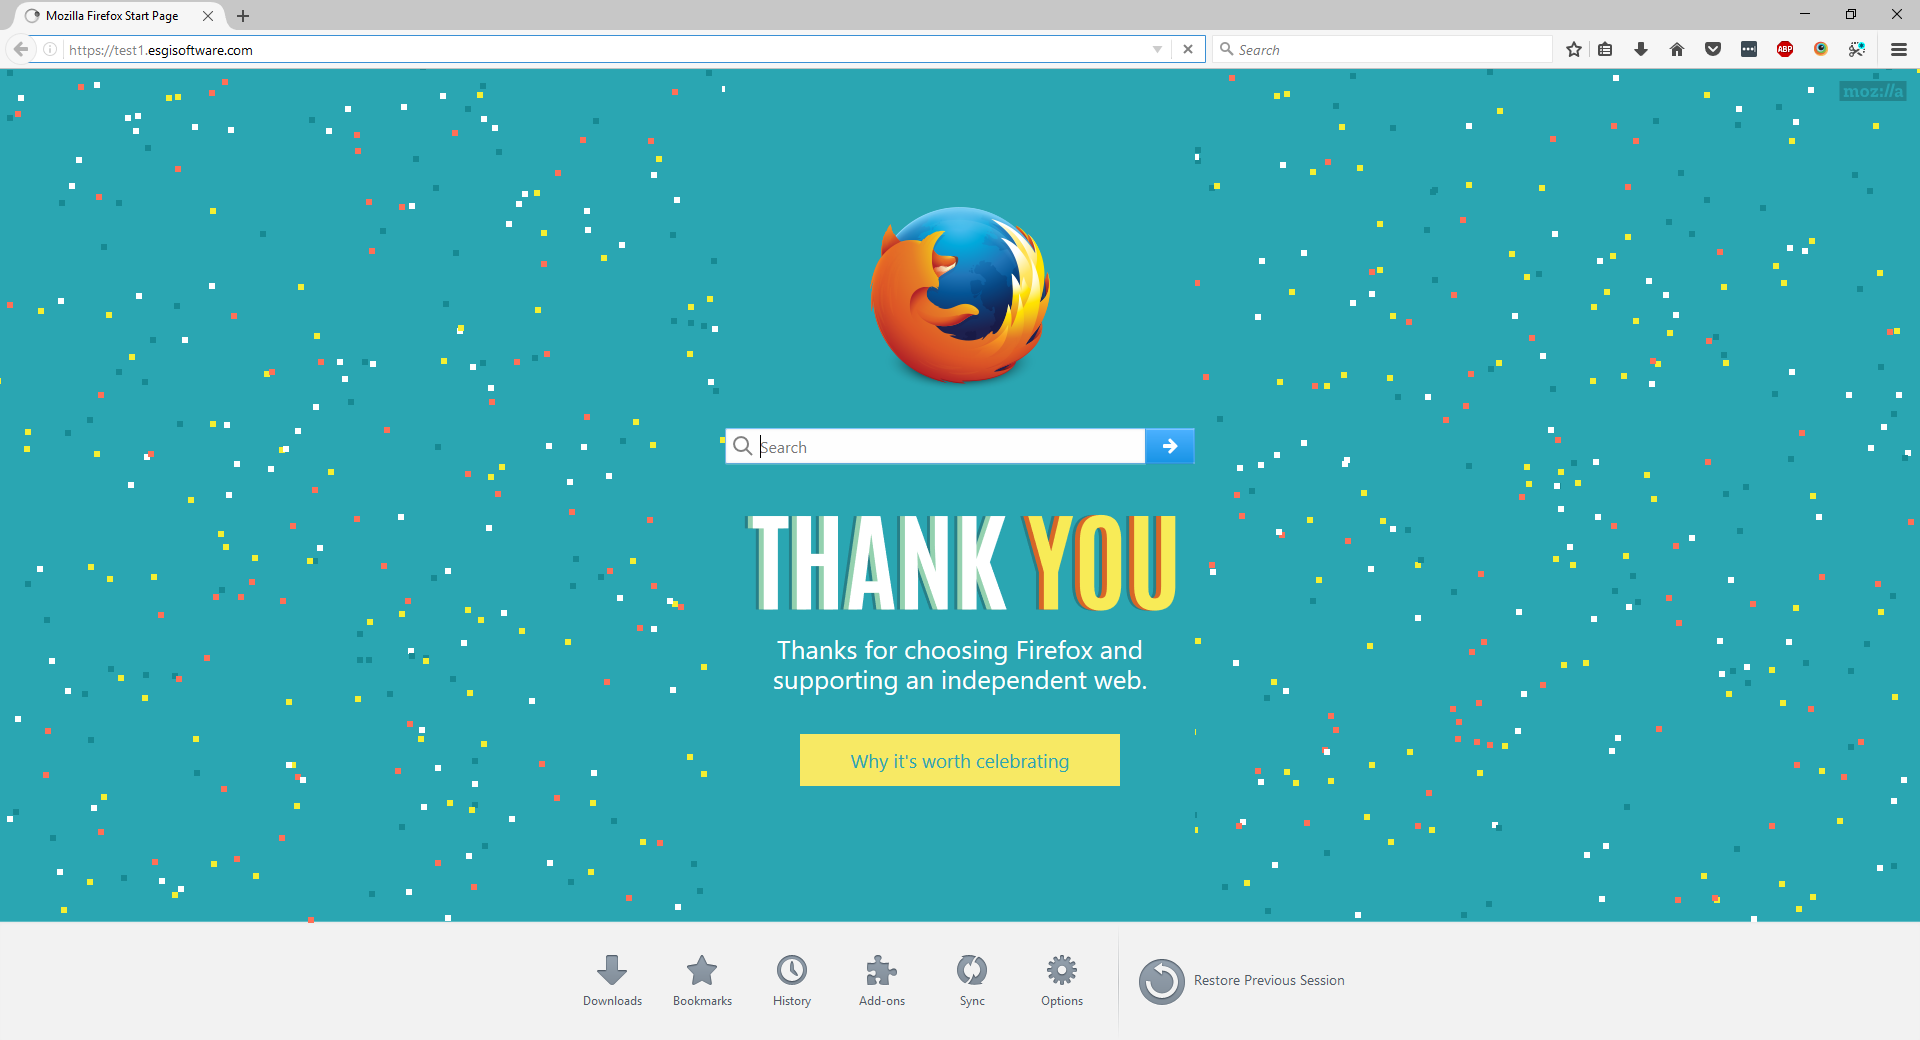 Mozilla Firefox Start Page
https://test1.esgisoftware.com
Search
ABP
moz://a
Search
THANK YOU
Thanks for choosing Firefox and
supporting an independent web.
Why it's worth celebrating
Downloads
Bookmarks
History
Add-ons
Sync
Options
Restore Previous Session